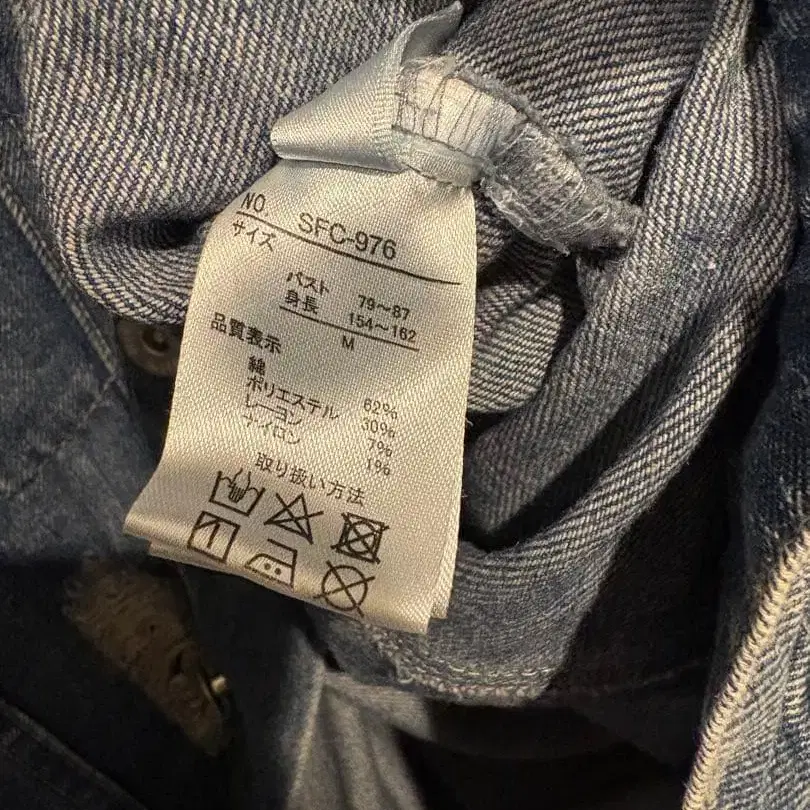 NO. SFC-976
サイズ
バスト 79～87
身長 154～162
M
品質表示
綿 62%
ポリエステル 30%
レーヨン 7%
ナイロン 1%
取り扱い方法